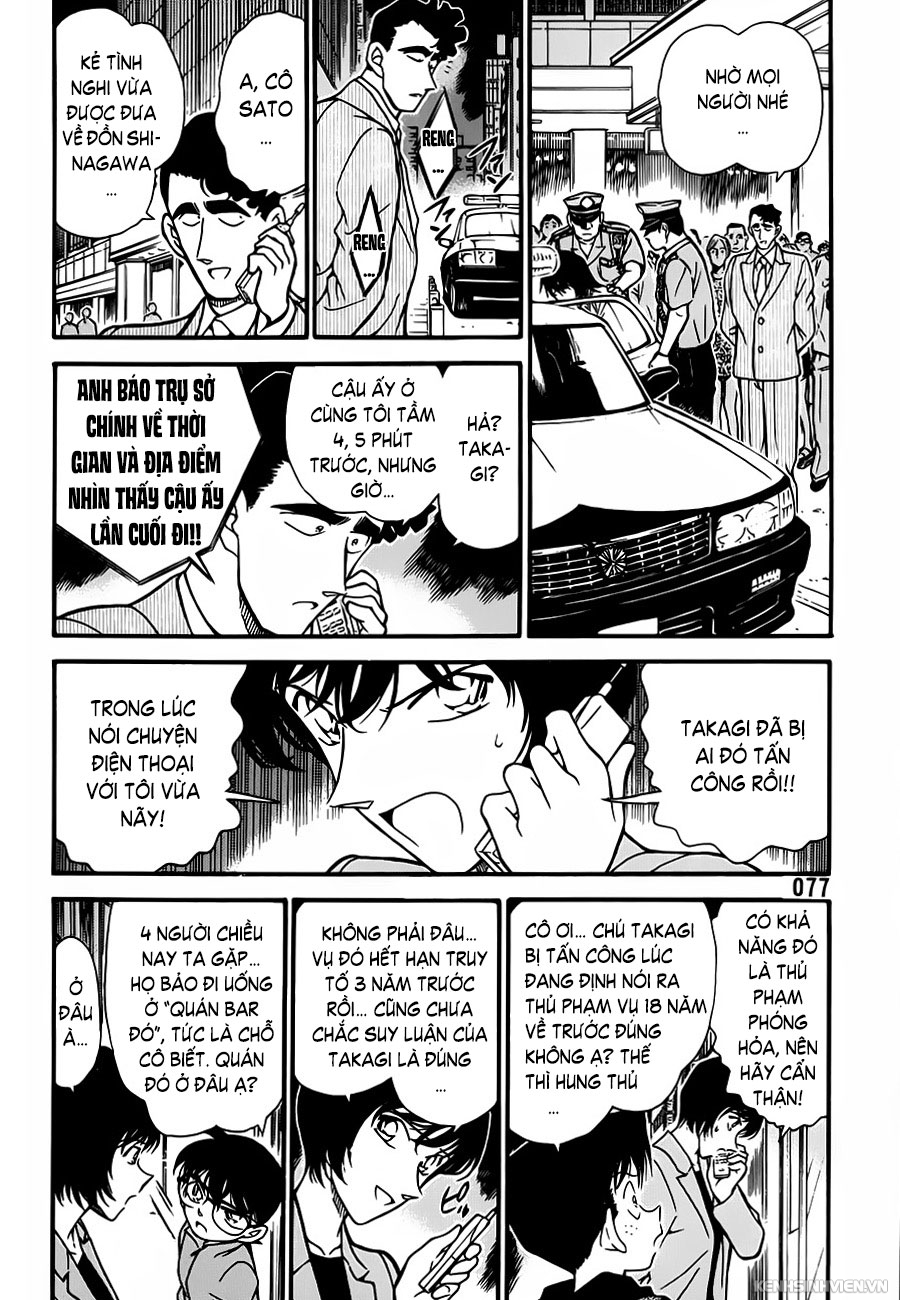 NHỜ MỌI
NGƯỜI NHÉ
...
RENG
...
RENG
...
A, CÔ
SATO
...
KẺ TÌNH
NGHI VỪA
ĐƯỢC ĐƯA
VỀ ĐỒN SHI-
NAGAWA
...
HẢ?
TAKA-
GI?
CẬU ẤY Ở
CÙNG TÔI TẦM
4, 5 PHÚT
TRƯỚC, NHƯNG
GIỜ...
ANH BÁO TRỤ SỞ
CHÍNH VỀ THỜI
GIAN VÀ ĐỊA ĐIỂM
NHÌN THẤY CẬU ẤY
LẦN CUỐI ĐI!!
TAKAGI ĐÃ BỊ
AI ĐÓ TẤN
CÔNG RỒI!!
TRONG LÚC
NÓI CHUYỆN
ĐIỆN THOẠI
VỚI TÔI VỪA
NÃY!
077
CÓ KHẢ
NĂNG ĐÓ
LÀ THỦ
PHẠM
PHÓNG
HỎA, NÊN
HÃY CẨN
THẬN!
CÔ ƠI... CHÚ TAKAGI
BỊ TẤN CÔNG LÚC
ĐANG ĐỊNH NÓI RA
THỦ PHẠM VỤ 18 NĂM
VỀ TRƯỚC ĐÚNG
KHÔNG Ạ? THẾ
THÌ HUNG THỦ
...
KHÔNG PHẢI ĐÂU...
VỤ ĐÓ HẾT HẠN TRUY
TỐ 3 NĂM TRƯỚC
RỒI... CŨNG CHƯA
CHẮC SUY LUẬN CỦA
TAKAGI LÀ ĐÚNG
...
4 NGƯỜI CHIỀU
NAY TA GẶP...
HỌ BẢO ĐI UỐNG
Ở "QUÁN BAR
ĐÓ", TỨC LÀ CHỖ
CÔ BIẾT. QUÁN
ĐÓ Ở ĐÂU Ạ?
Ở
ĐÂU
À...
KENHSINHVIEN.VN